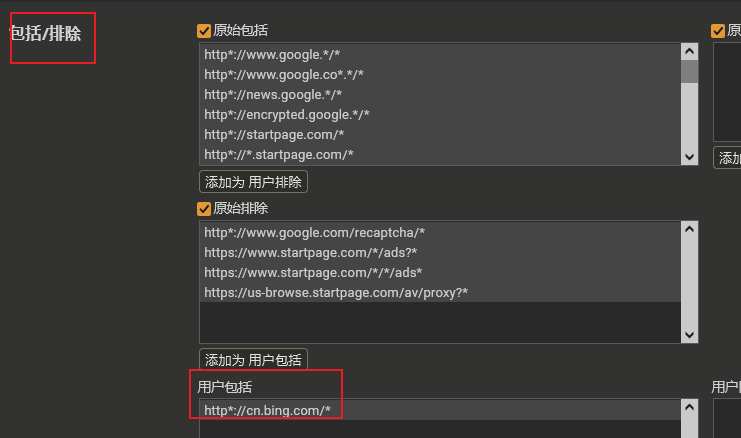 包括/排除
原始包括
http*://www.google.*/*
http*://www.google.co*.*/*
http*://news.google.*/*
http*://encrypted.google.*/*
http*://startpage.com/*
http*://*.startpage.com/*
添加为 用户排除
原始排除
http*://www.google.com/recaptcha/*
https://www.startpage.com/*/ads?*
https://www.startpage.com/*/*/ads*
https://us-browse.startpage.com/av/proxy?*
添加为 用户包括
用户包括
http*://cn.bing.com/*
原
添加
用户